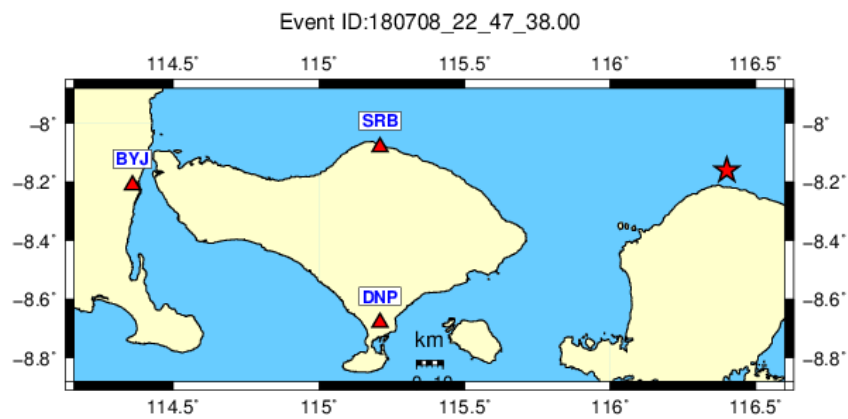 Event ID:180708_22_47_38.00
114.5° 115° 115.5° 116° 116.5°
−8° −8°
SRB
BYJ
−8.2° −8.2°
−8.4° −8.4°
DNP
−8.6° −8.6°
km
−8.8° −8.8°
114.5° 115° 115.5° 116° 116.5°